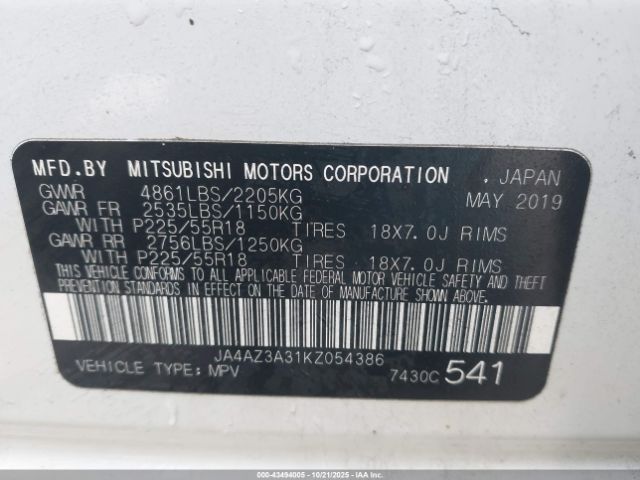 MFD.BY MITSUBISHI MOTORS CORPORATION . JAPAN
GVWR 4861LBS/2205KG MAY 2019
GAWR FR 2535LBS/1150KG
WITH P225/55R18 TIRES 18X7.0J RIMS
GAWR RR 2756LBS/1250KG
WITH P225/55R18 TIRES 18X7.0J RIMS
THIS VEHICLE CONFORMS TO ALL APPLICABLE FEDERAL MOTOR VEHICLE SAFETY AND THEFT
PREVENTION STANDARDS IN EFFECT ON THE DATE OF MANUFACTURE SHOWN ABOVE.
JA4AZ3A31KZ054386
VEHICLE TYPE: MPV 7430C 541
000-43494005 - 10/21/2025 - IAAI.COM